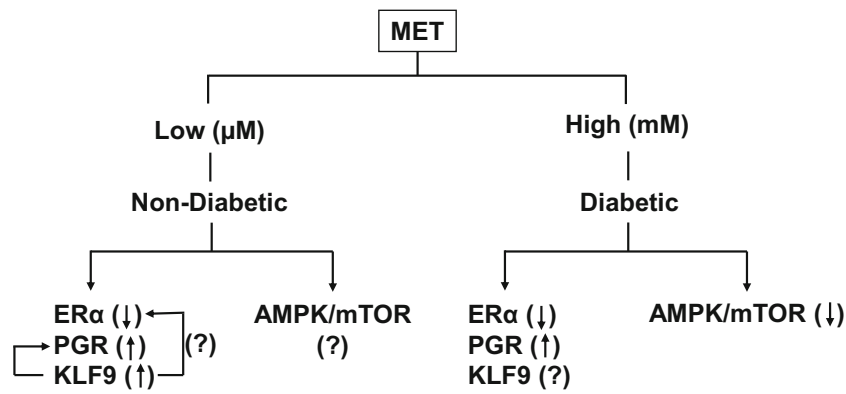 MET
Low (µM)
High (mM)
Non-Diabetic
Diabetic
ERα (↓)
PGR (↑)
KLF9 (↑)
(?)
AMPK/mTOR
(?)
ERα (↓)
PGR (↑)
KLF9 (?)
AMPK/mTOR (↓)